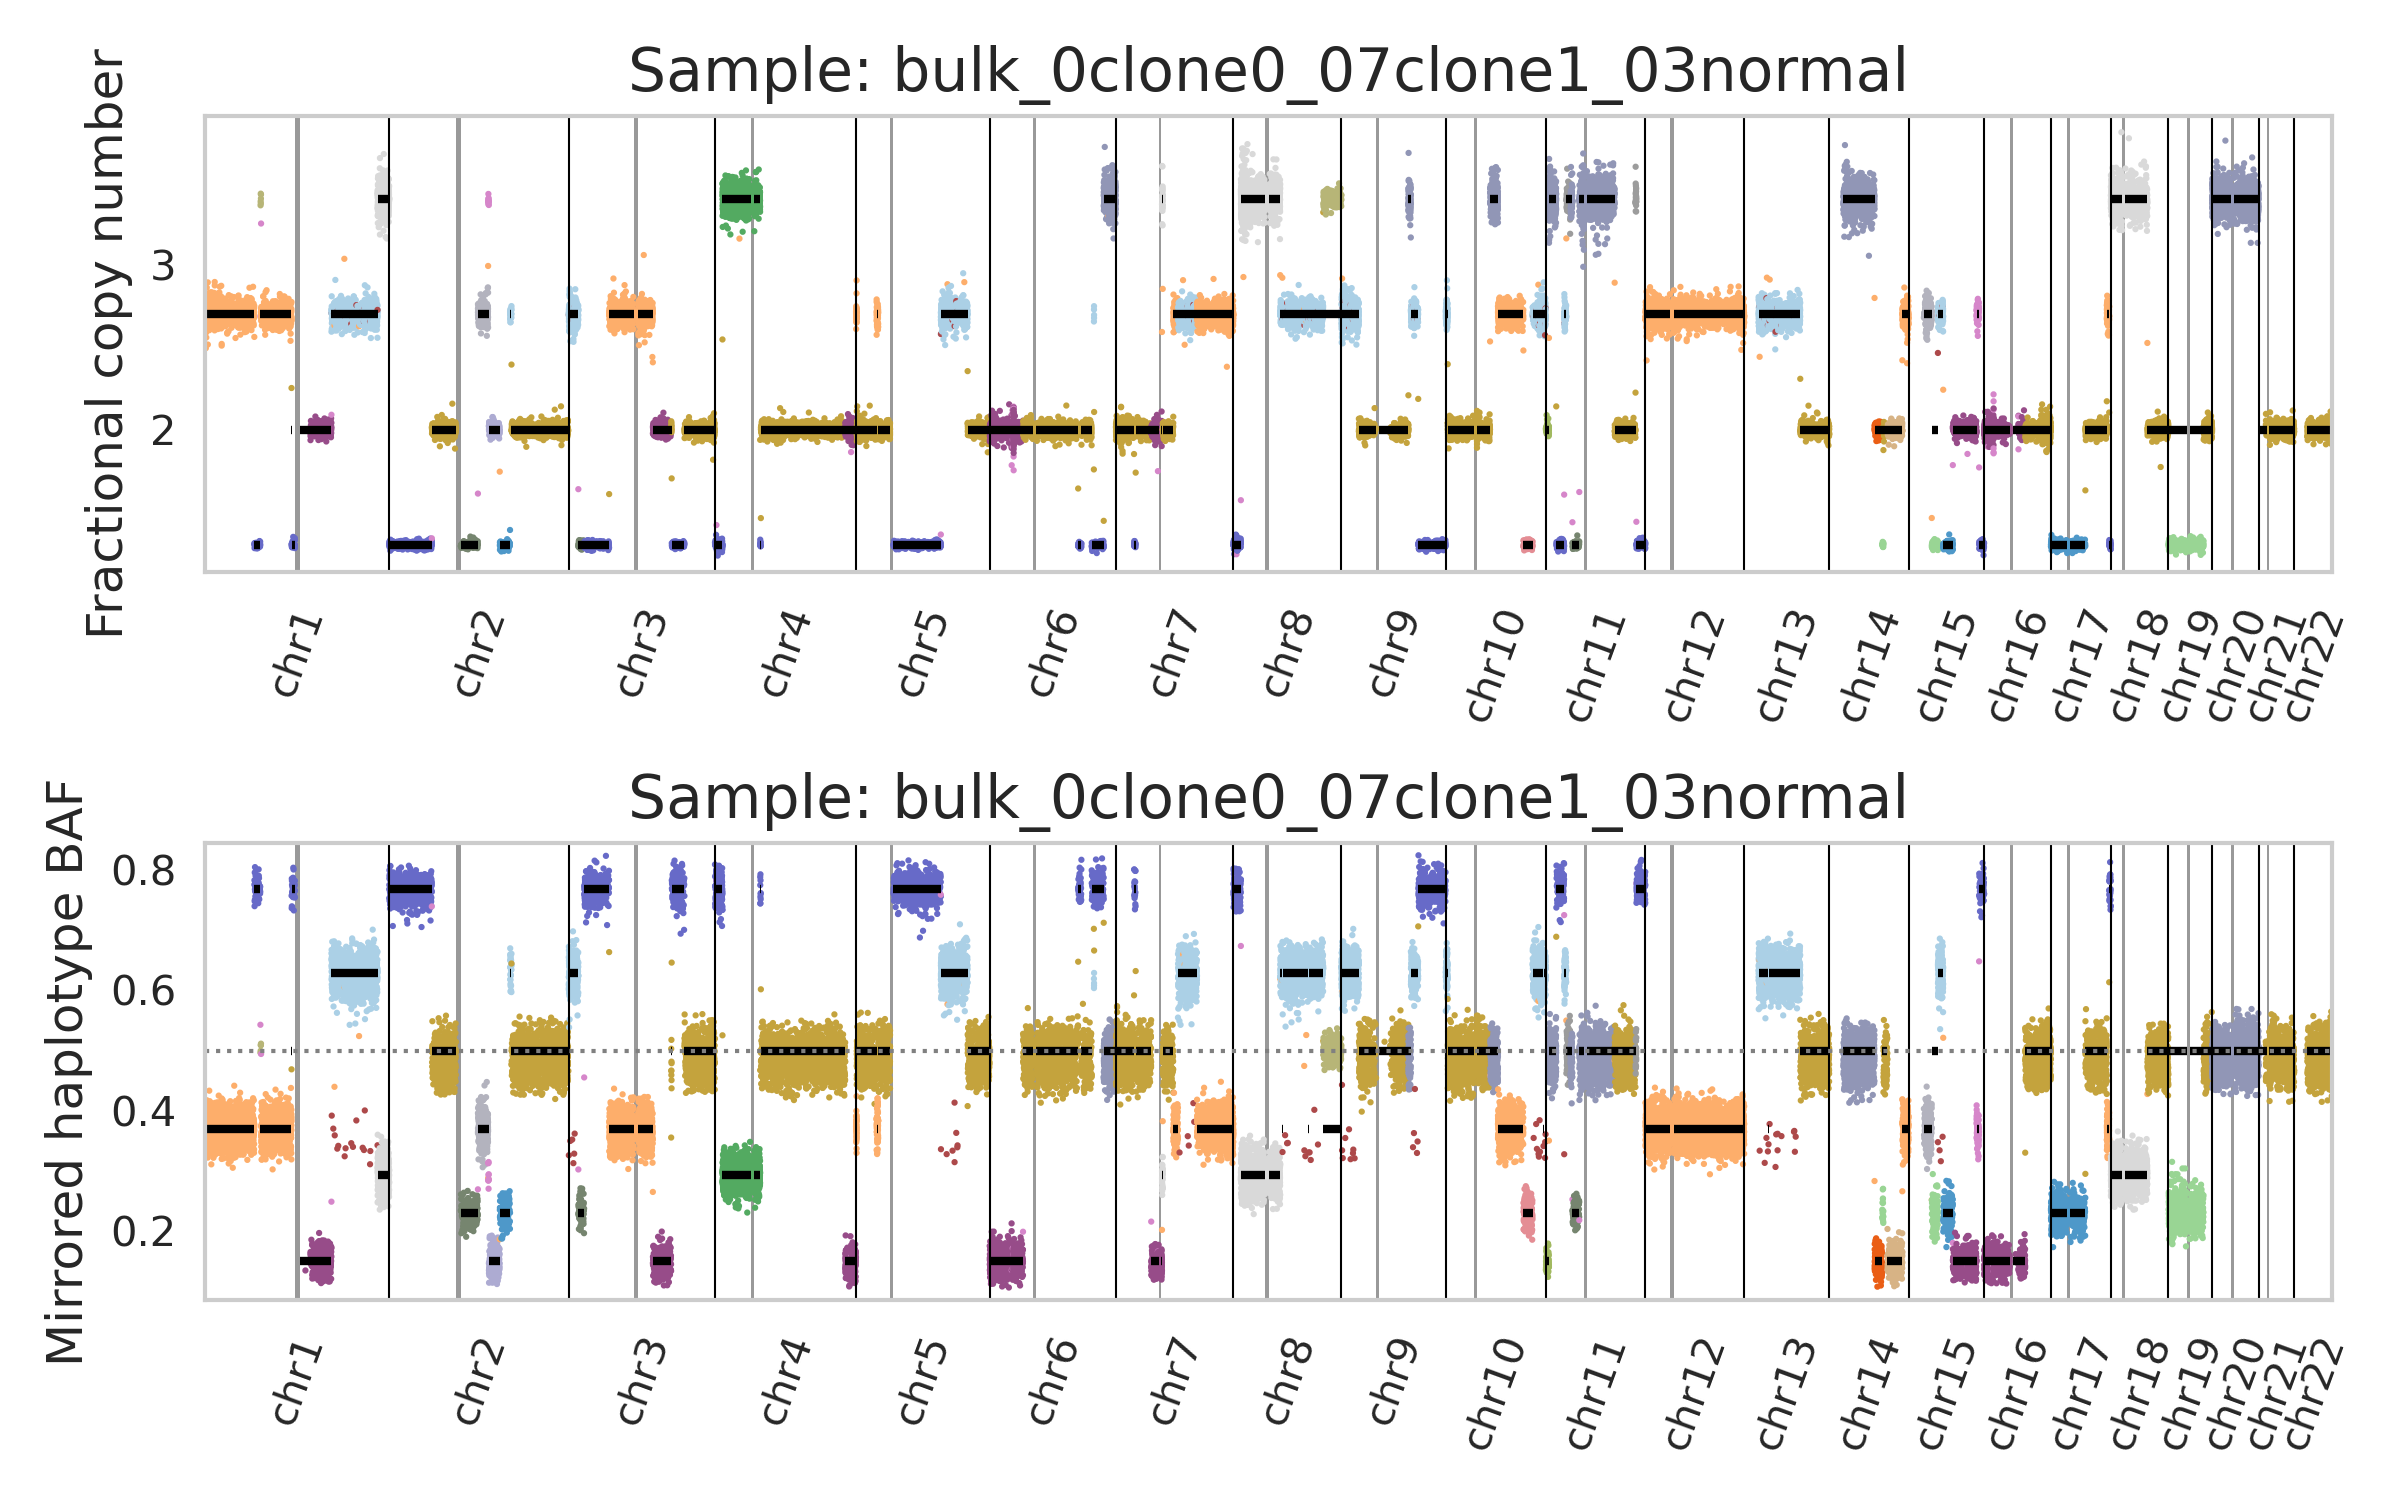 Sample: bulk_0clone0_07clone1_03normal
Fractional copy number
3
2
chr1 chr2 chr3 chr4 chr5 chr6 chr7 chr8 chr9 chr10 chr11 chr12 chr13 chr14 chr15 chr16 chr17 chr18 chr19 chr20 chr21 chr22
Sample: bulk_0clone0_07clone1_03normal
Mirrored haplotype BAF
0.8
0.6
0.4
0.2
chr1 chr2 chr3 chr4 chr5 chr6 chr7 chr8 chr9 chr10 chr11 chr12 chr13 chr14 chr15 chr16 chr17 chr18 chr19 chr20 chr21 chr22